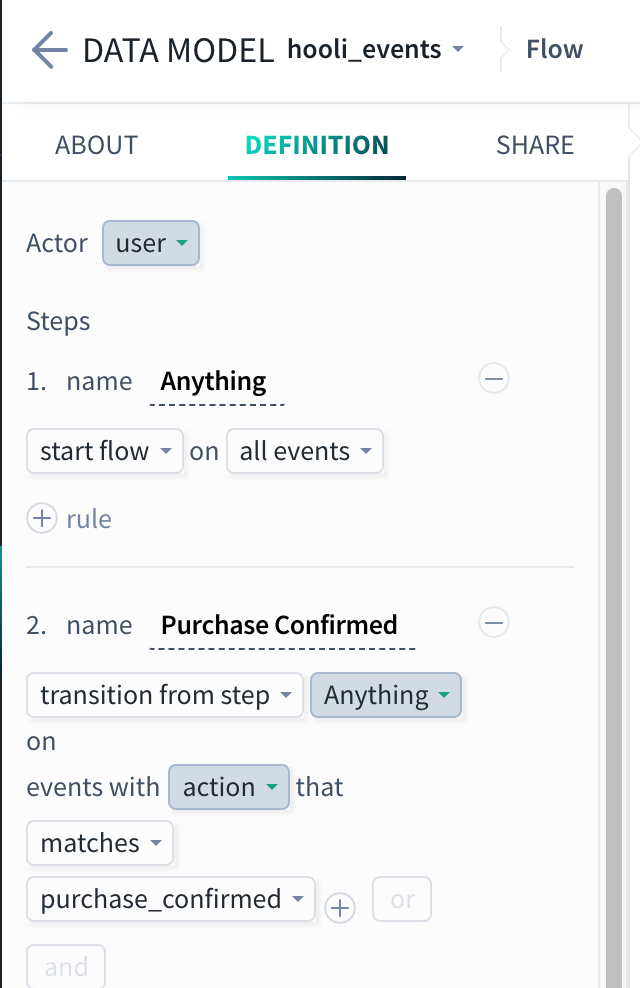 DATA MODEL hooli_events Flow
ABOUT DEFINITION SHARE
Actor user
Steps
1. name Anything
start flow on all events
rule
2. name Purchase Confirmed
transition from step Anything
on
events with action that
matches
purchase_confirmed or
and